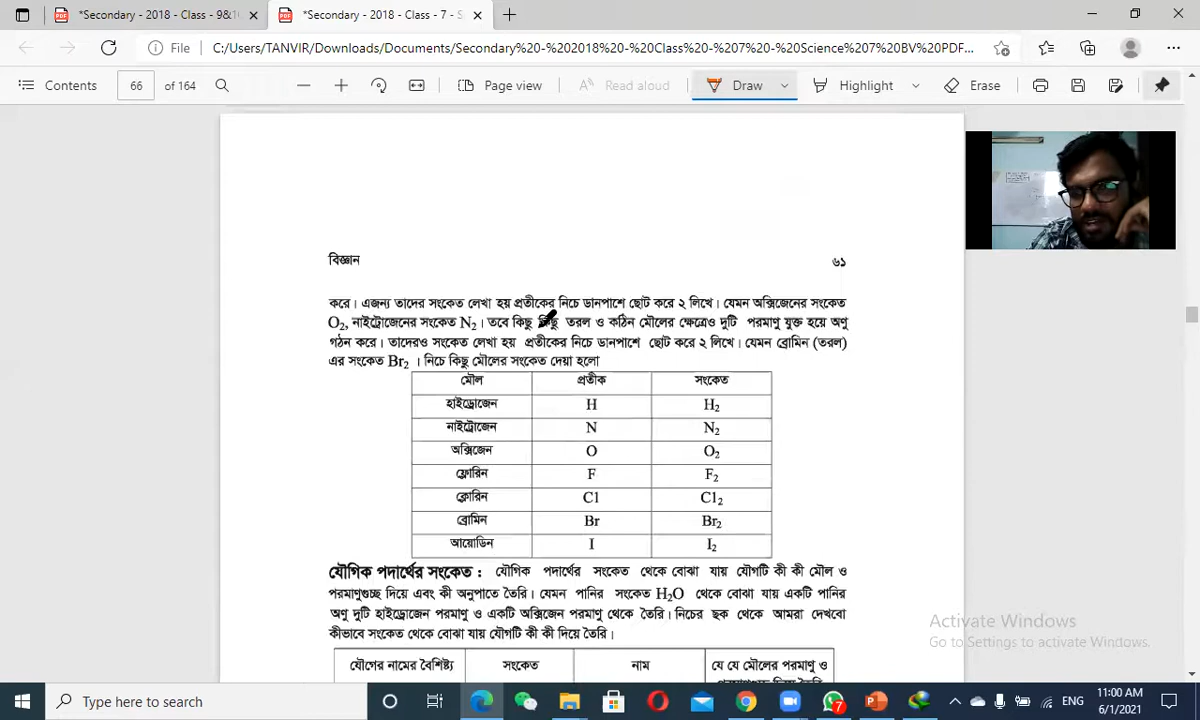 *Secondary - 2018 - Class - 9&1
*Secondary - 2018 - Class - 7 - S
File
C:/Users/TANVIR/Downloads/Documents/Secondary%20-%202018%20-%20Class%20-%207%20-%20Science%207%20BV%20PDF...
Contents
66 of 164
Page view
Read aloud
Draw
Highlight
Erase
বিজ্ঞান
৬১
করে। এজন্য তাদের সংকেত লেখা হয় প্রতীকের নিচে ডানপাশে ছোট করে ২ লিখে। যেমন অক্সিজেনের সংকেত
O2, নাইট্রোজেনের সংকেত N2। তবে কিছু কিছু তরল ও কঠিন মৌলের ক্ষেত্রেও দুটি পরমাণু যুক্ত হয়ে অণু
গঠন করে। তাদেরও সংকেত লেখা হয় প্রতীকের নিচে ডানপাশে ছোট করে ২ লিখে। যেমন ব্রোমিন (তরল)
এর সংকেত Br2 । নিচে কিছু মৌলের সংকেত দেয়া হলো
মৌল প্রতীক সংকেত
হাইড্রোজেন H H2
নাইট্রোজেন N N2
অক্সিজেন O O2
ফ্লোরিন F F2
ক্লোরিন Cl Cl2
ব্রোমিন Br Br2
আয়োডিন I I2
যৌগিক পদার্থের সংকেত : যৌগিক পদার্থের সংকেত থেকে বোঝা যায় যৌগটি কী কী মৌল ও
পরমাণুগুচ্ছ দিয়ে এবং কী অনুপাতে তৈরি। যেমন পানির সংকেত H2O থেকে বোঝা যায় একটি পানির
অণু দুটি হাইড্রোজেন পরমাণু ও একটি অক্সিজেন পরমাণু থেকে তৈরি। নিচের ছক থেকে আমরা দেখবো
কীভাবে সংকেত থেকে বোঝা যায় যৌগটি কী কী দিয়ে তৈরি।
যৌগের নামের বৈশিষ্ট্য সংকেত নাম যে যে মৌলের পরমাণু ও
Activate Windows
Go to Settings to activate Windows.
Type here to search
7
ENG
11:00 AM
6/1/2021